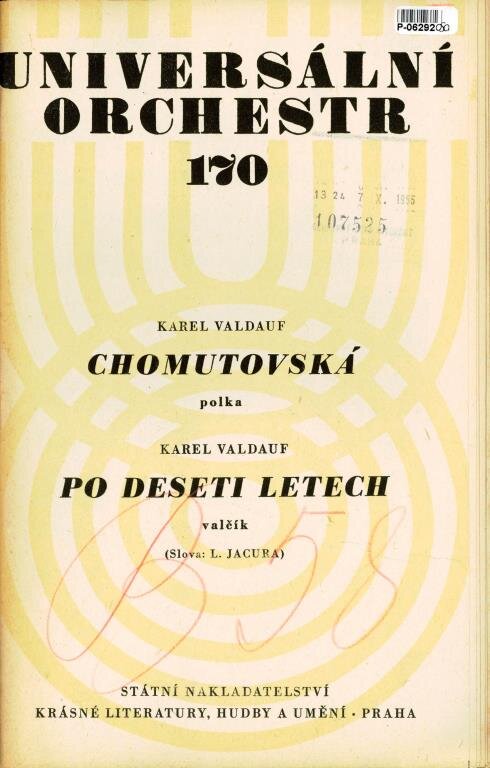 P-06292
UNIVERSÁLNÍ
ORCHESTR
170
13 24 7 X. 1955
107525
PRAHA
KAREL VALDAUF
CHOMUTOVSKÁ
polka
KAREL VALDAUF
PO DESETI LETECH
valčík
(Slova: L. JACURA)
B 58
STÁTNÍ NAKLADATELSTVÍ
KRÁSNÉ LITERATURY, HUDBY A UMĚNÍ · PRAHA